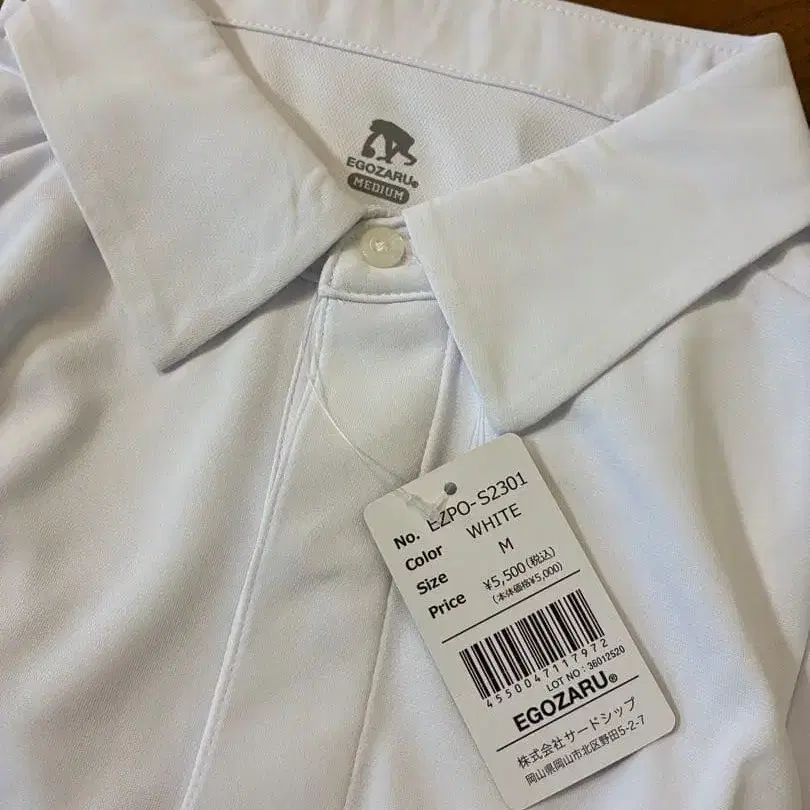 EGOZARU®
MEDIUM
No. EZPO-S2301
Color WHITE
Size M
Price ¥5,500(税込)
(本体価格¥5,000)
4550047117972
LOT NO : 36012520
EGOZARU®
株式会社サードシップ
岡山県岡山市北区野田5-2-7